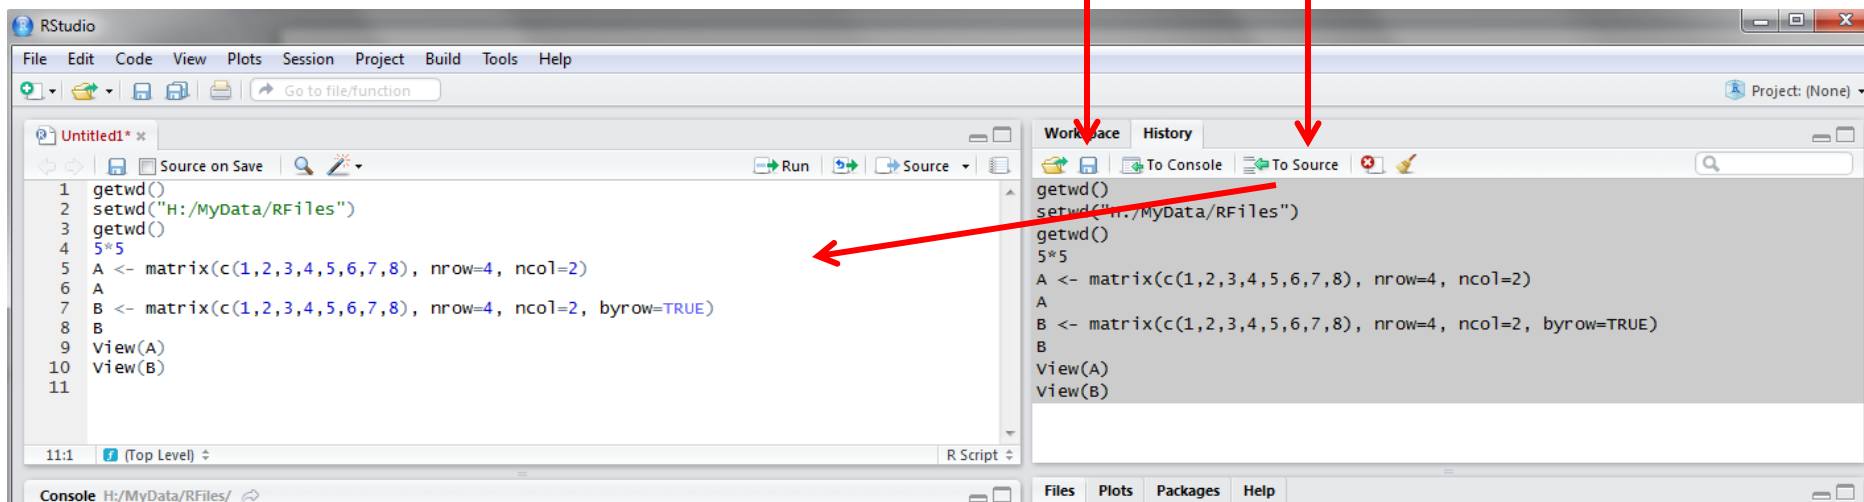 RStudio
File Edit Code View Plots Session Project Build Tools Help
Go to file/function
Project: (None)
Untitled1*
Source on Save
Run
Source
1 getwd()
2 setwd("H:/MyData/RFiles")
3 getwd()
4 5*5
5 A <- matrix(c(1,2,3,4,5,6,7,8), nrow=4, ncol=2)
6 A
7 B <- matrix(c(1,2,3,4,5,6,7,8), nrow=4, ncol=2, byrow=TRUE)
8 B
9 View(A)
10 View(B)
11
11:1 (Top Level) R Script
Console H:/MyData/RFiles/
Workspace History
To Console To Source
getwd()
setwd("H:/MyData/RFiles")
getwd()
5*5
A <- matrix(c(1,2,3,4,5,6,7,8), nrow=4, ncol=2)
A
B <- matrix(c(1,2,3,4,5,6,7,8), nrow=4, ncol=2, byrow=TRUE)
B
View(A)
View(B)
Files Plots Packages Help